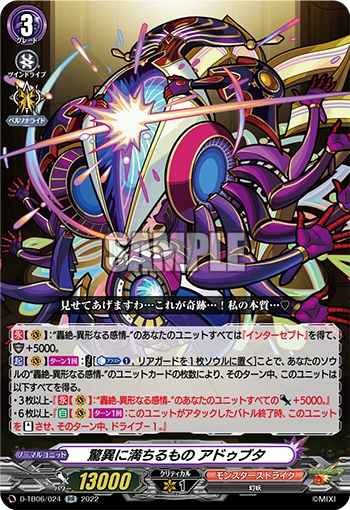 3
グレード
ツインドライブ
ペルソナライド
SAMPLE
見せてあげますわ…これが奇跡…!私の本質…♡
【永】【(V)】:"轟絶-異形なる感情-"のあなたのユニットすべては『インターセプト』を得て、
+5000。
【起】【(V)】【ターン1回】:【コスト】【(CB)1, リアガードを1枚ソウルに置く】ことで、あなたのソウ
ルの"轟絶-異形なる感情-"のユニットカードの枚数により、そのターン中、このユニットは
以下すべてを得る。
・3枚以上-『【永】【(V)】:"轟絶-異形なる感情-"のあなたのユニットすべての+5000。』
・6枚以上-『【自】【(V)】【ターン1回】:このユニットがアタックしたバトル終了時、このユニット
を し、そのターン中、ドライブー1。』
ノーマルユニット
驚異に満ちるもの アドゥブタ
D-TB06/024 RR 2022
パワー 13000
クリティカル
1
モンスターストライク
幻妖
©MIXI